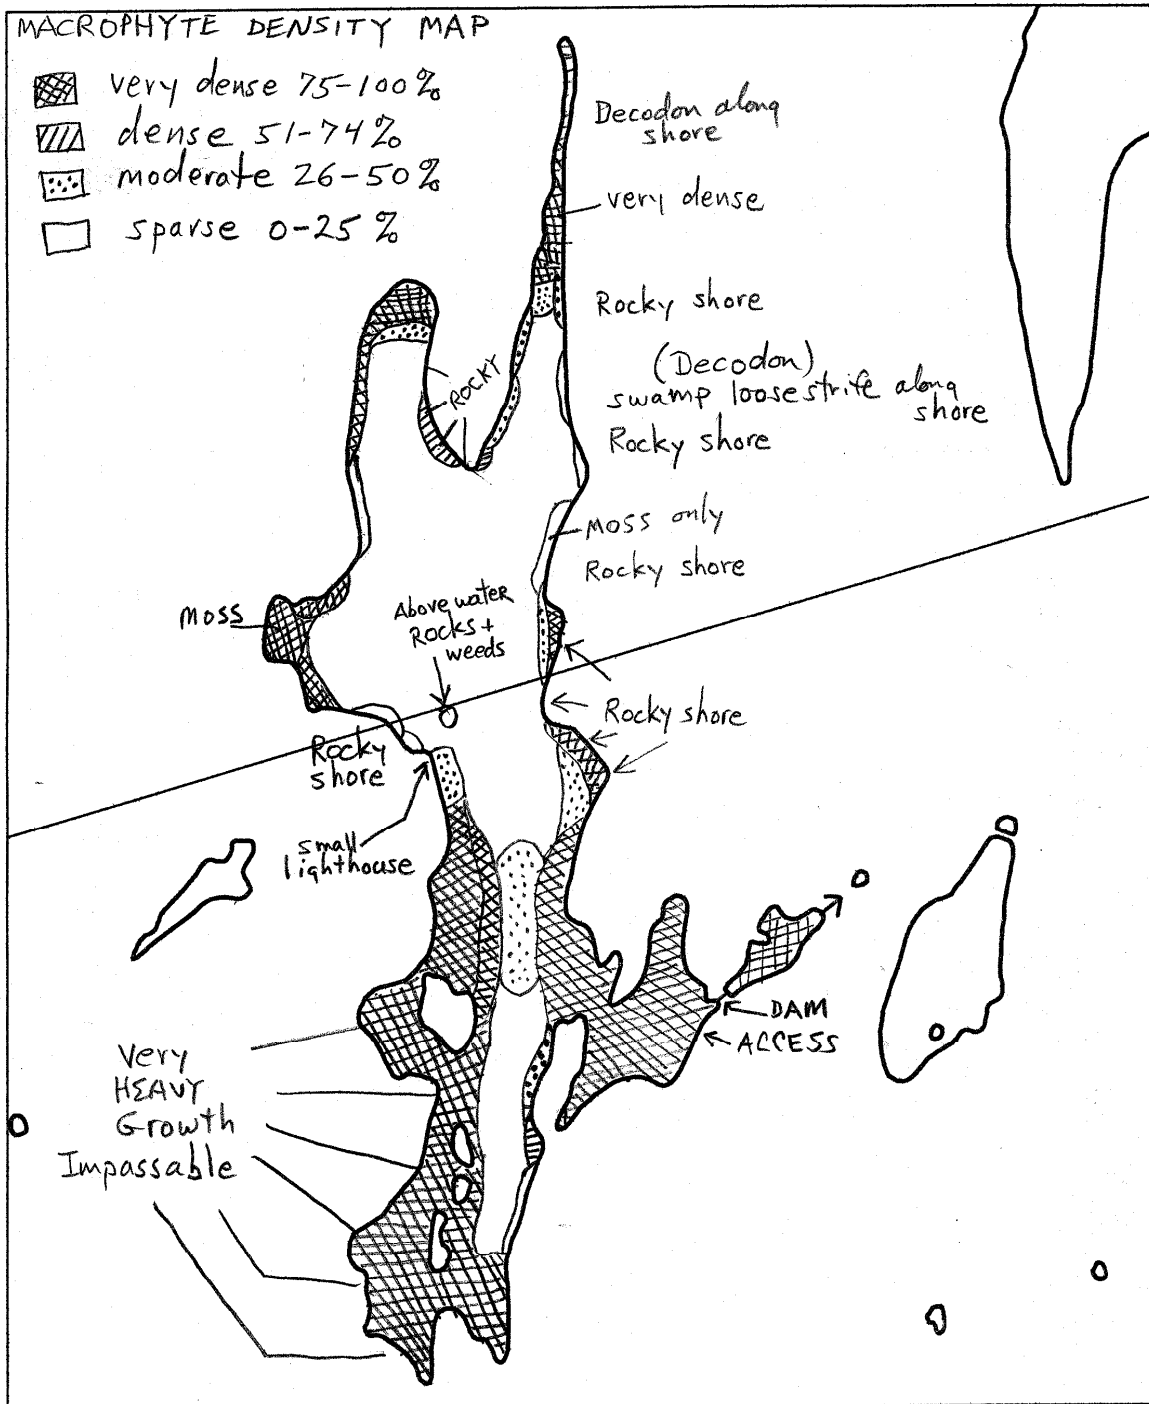 MACROPHYTE DENSITY MAP
very dense 75-100%
dense 51-74%
moderate 26-50%
sparse 0-25%
Decodon along
shore
very dense
Rocky shore
(Decodon)
swamp loosestrife along
shore
Rocky shore
ROCKY
Moss only
Rocky shore
Moss
Above water
Rocks +
weeds
Rocky shore
Rocky
shore
small
lighthouse
DAM
ACCESS
Very
HEAVY
Growth
Impassable